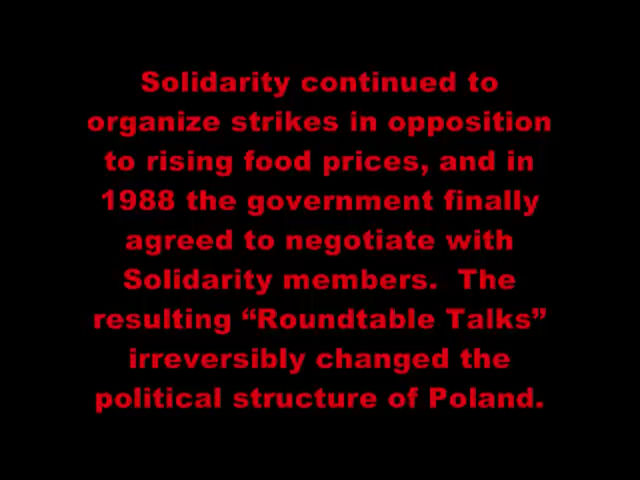 Solidarity continued to
organize strikes in opposition
to rising food prices, and in
1988 the government finally
agreed to negotiate with
Solidarity members.  The
resulting “Roundtable Talks”
irreversibly changed the
political structure of Poland.